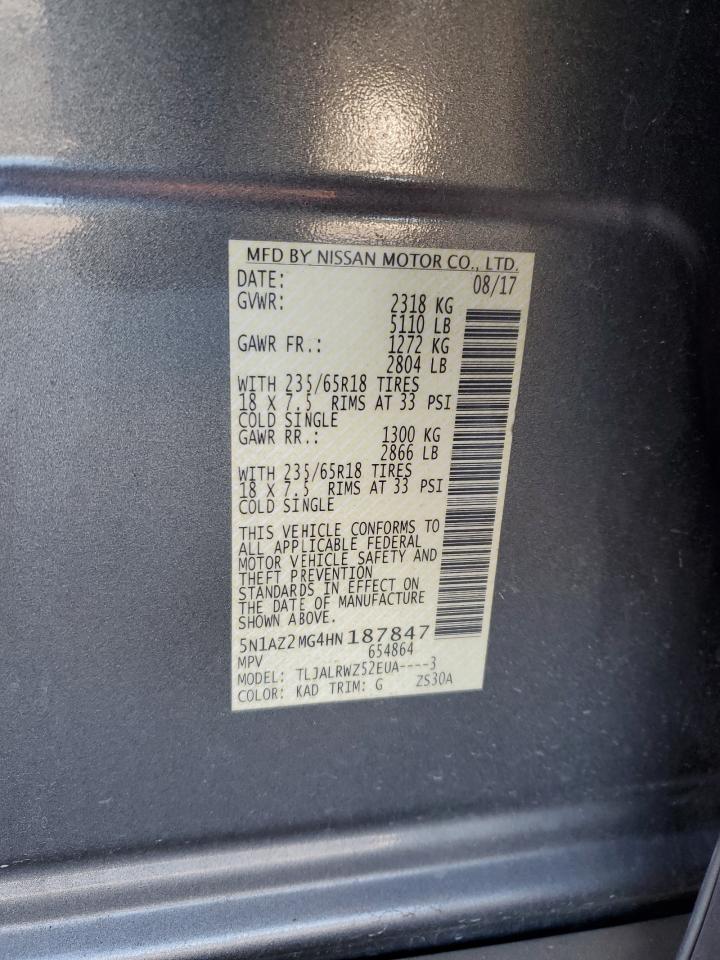 MFD BY NISSAN MOTOR CO., LTD.
DATE: 08/17
GVWR: 2318 KG
5110 LB
GAWR FR.: 1272 KG
2804 LB
WITH 235/65R18 TIRES
18 X 7.5 RIMS AT 33 PSI
COLD SINGLE
GAWR RR.: 1300 KG
2866 LB
WITH 235/65R18 TIRES
18 X 7.5 RIMS AT 33 PSI
COLD SINGLE
THIS VEHICLE CONFORMS TO
ALL APPLICABLE FEDERAL
MOTOR VEHICLE SAFETY AND
THEFT PREVENTION
STANDARDS IN EFFECT ON
THE DATE OF MANUFACTURE
SHOWN ABOVE.
5N1AZ2MG4HN187847
MPV 654864
MODEL: TLJALRWZ52EUA----3
COLOR: KAD TRIM: G ZS30A